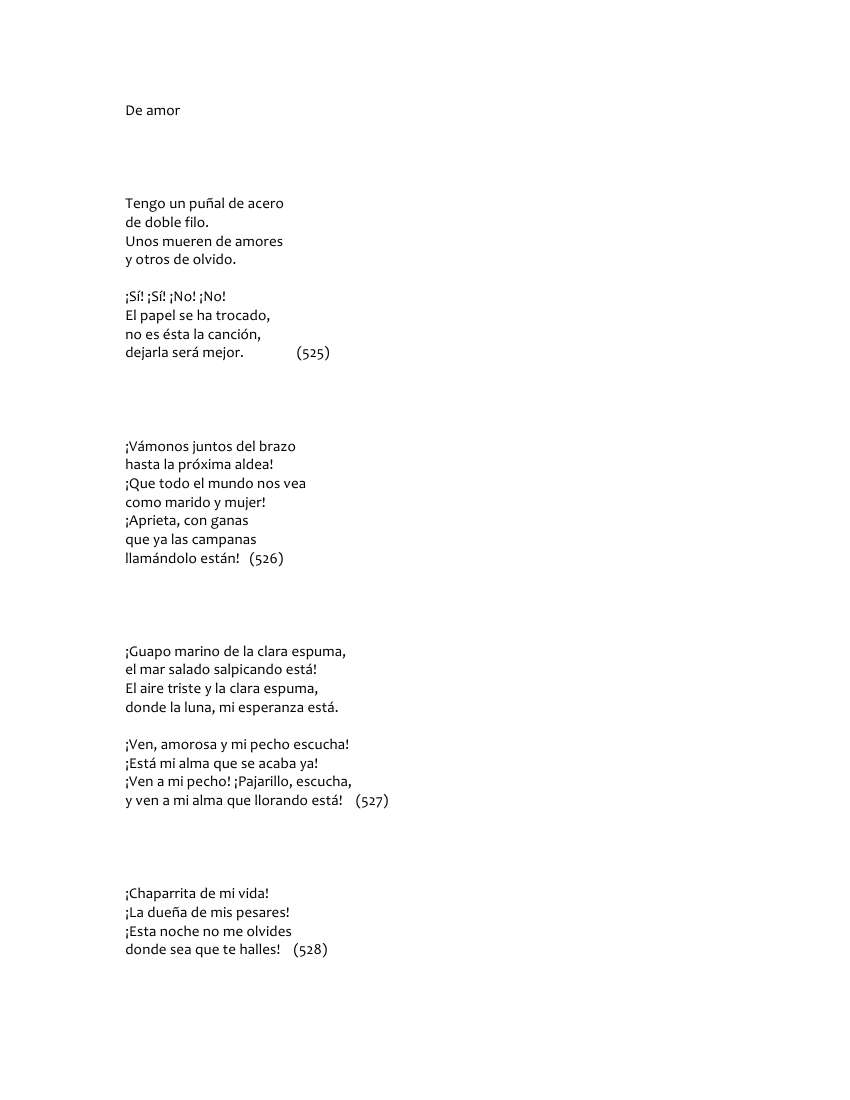 De amor
Tengo un puñal de acero
de doble filo.
Unos mueren de amores
y otros de olvido.
¡Sí! ¡Sí! ¡No! ¡No!
El papel se ha trocado,
no es ésta la canción,
dejarla será mejor. (525)
¡Vámonos juntos del brazo
hasta la próxima aldea!
¡Que todo el mundo nos vea
como marido y mujer!
¡Aprieta, con ganas
que ya las campanas
llamándolo están! (526)
¡Guapo marino de la clara espuma,
el mar salado salpicando está!
El aire triste y la clara espuma,
donde la luna, mi esperanza está.
¡Ven, amorosa y mi pecho escucha!
¡Está mi alma que se acaba ya!
¡Ven a mi pecho! ¡Pajarillo, escucha,
y ven a mi alma que llorando está! (527)
¡Chaparrita de mi vida!
¡La dueña de mis pesares!
¡Esta noche no me olvides
donde sea que te halles! (528)